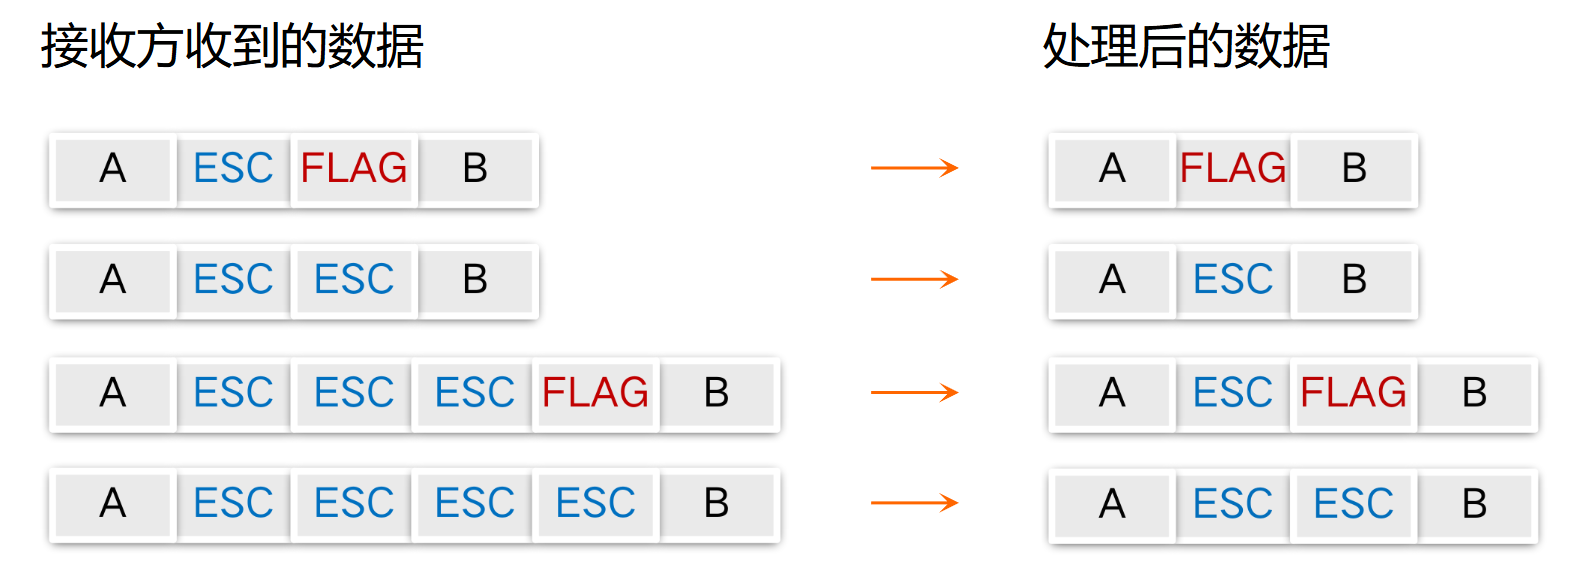 接收方收到的数据 处理后的数据
A ESC FLAG B A FLAG B
A ESC ESC B A ESC B
A ESC ESC ESC FLAG B A ESC FLAG B
A ESC ESC ESC ESC B A ESC ESC B